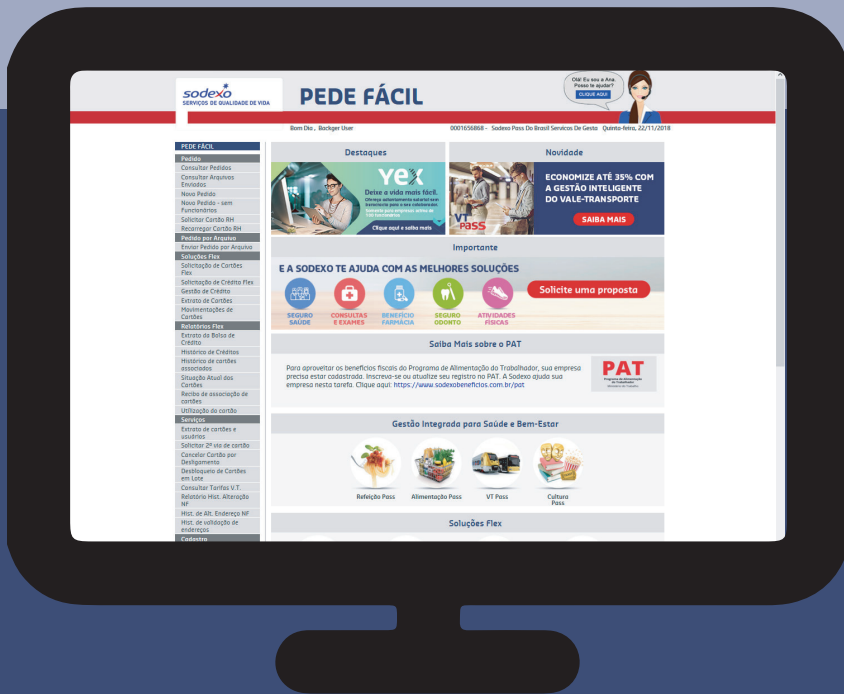 sodexo
SERVIÇOS DE QUALIDADE DE VIDA
PEDE FÁCIL
Olá! Eu sou a Ana.
Posso te ajudar?
CLIQUE AQUI
Bom Dia , Backger User
0001656868 - Sodexo Pass Do Brasil Servicos De Gesta Quinta-feira, 22/11/2018
PEDE FÁCIL
Pedido
Consultar Pedidos
Consultar Arquivos
Enviados
Novo Pedido
Novo Pedido - sem
Funcionários
Solicitar Cartão RH
Recarregar Cartão RH
Pedido por Arquivo
Enviar Pedido por Arquivo
Soluções Flex
Solicitação de Cartões
Flex
Solicitação de Crédito Flex
Gestão de Crédito
Extrato de Cartões
Movimentações de
Cartões
Relatórios Flex
Extrato da Bolsa de
Crédito
Histórico de Créditos
Histórico de cartões
associados
Situação Atual dos
Cartões
Recibo de associação de
cartões
Utilização do cartão
Serviços
Extrato de cartões e
usuários
Solicitar 2ª via de cartão
Cancelar Cartão por
Desligamento
Desbloqueio de Cartões
em Lote
Consultar Tarifas V.T.
Relatório Hist. Alteração
NF
Hist. de Alt. Endereço NF
Hist. de validação de
endereços
Cadastro
Destaques
yex
Deixe a vida mais fácil.
Ofereça adiantamento salarial sem
Clique aqui e saiba mais
Novidade
VT
PASS
ECONOMIZE ATÉ 35% COM
A GESTÃO INTELIGENTE
DO VALE-TRANSPORTE
SAIBA MAIS
Importante
E A SODEXO TE AJUDA COM AS MELHORES SOLUÇÕES
SEGURO
SAÚDE
CONSULTAS
E EXAMES
BENEFÍCIO
FARMÁCIA
SEGURO
ODONTO
ATIVIDADES
FÍSICAS
Solicite uma proposta
Saiba Mais sobre o PAT
Para aproveitar os benefícios fiscais do Programa de Alimentação do Trabalhador, sua empresa
precisa estar cadastrada. Inscreva-se ou atualize seu registro no PAT. A Sodexo ajuda sua
empresa nesta tarefa. Clique aqui: https://www.sodexobeneficios.com.br/pat
PAT
Programa de Alimentação
do Trabalhador
Gestão Integrada para Saúde e Bem-Estar
Refeição Pass
Alimentação Pass
VT Pass
Cultura
Pass
Soluções Flex